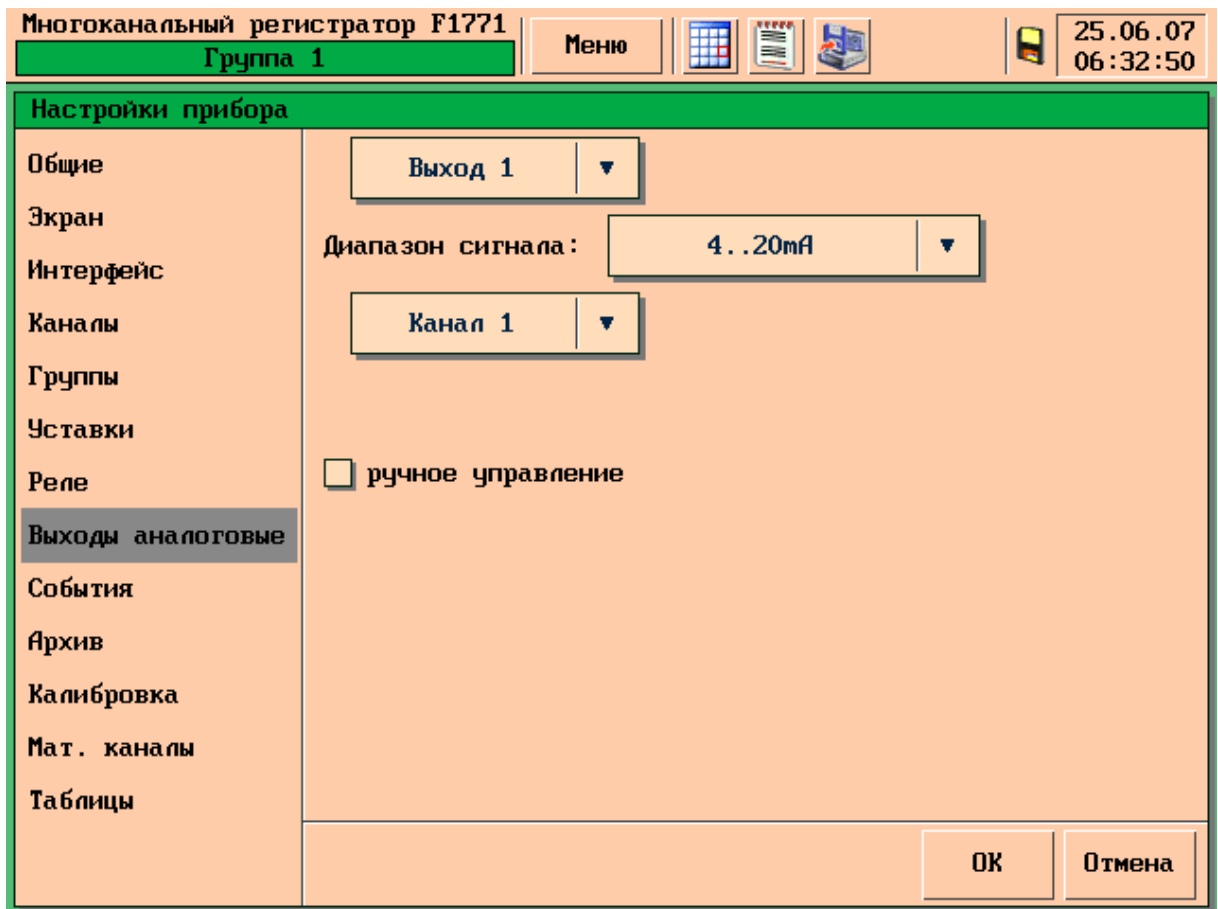 Многоканальный регистратор F1771
Группа 1
Меню
25.06.07
06:32:50
Настройки прибора
Общие
Экран
Интерфейс
Каналы
Группы
Уставки
Реле
Выходы аналоговые
События
Архив
Калибровка
Мат. каналы
Таблицы
Выход 1
Диапазон сигнала: 4..20mA
Канал 1
ручное управление
ОК
Отмена